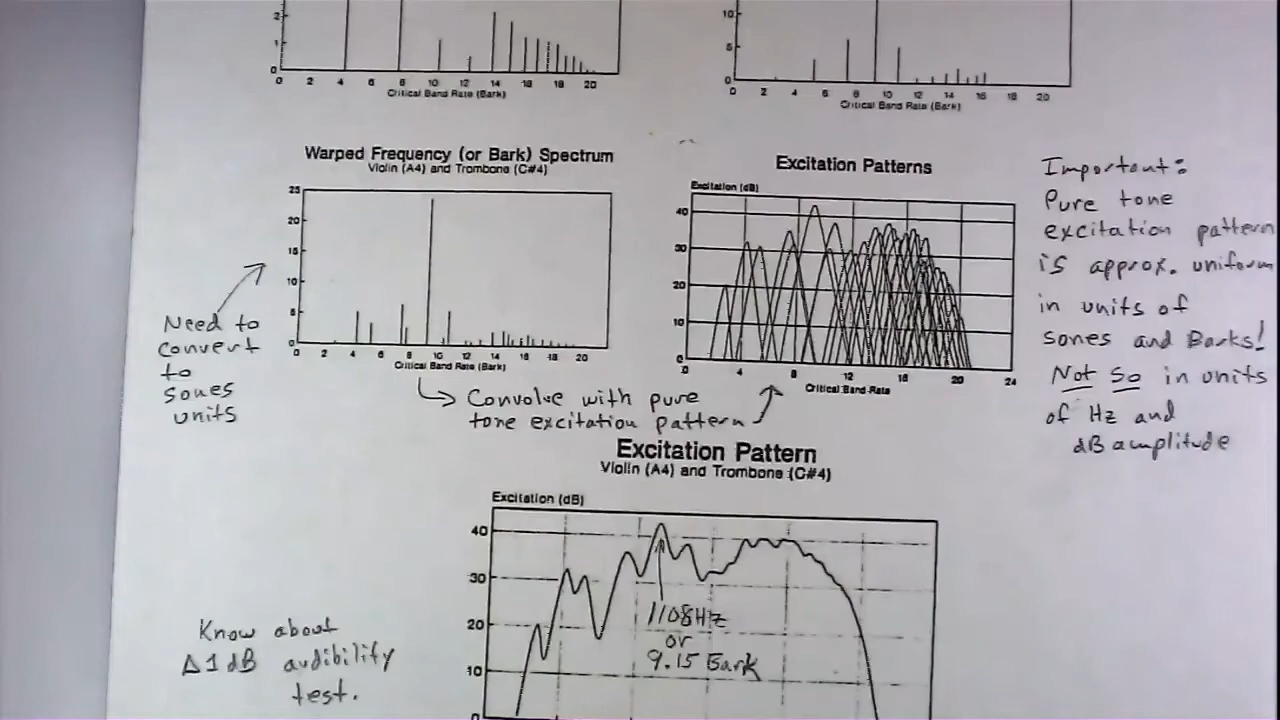 2
1
0
0 2 4 6 8 10 12 14 16 18 20
Critical Band Rate (Bark)
10
5
0
0 2 4 6 8 10 12 14 16 18 20
Critical Band Rate (Bark)
Warped Frequency (or Bark) Spectrum
Violin (A4) and Trombone (C#4)
25
20
15
10
5
0
0 2 4 6 8 10 12 14 16 18 20
Critical Band Rate (Bark)
Need to
convert
to
sones
units
Excitation Patterns
Excitation (dB)
40
30
20
10
0
0 4 8 12 16 20 24
Critical Band Rate
Important:
Pure tone
excitation pattern
is approx. uniform
in units of
sones and Barks!
Not So in units
of Hz and
dB amplitude
Convolve with pure
tone excitation pattern
Excitation Pattern
Violin (A4) and Trombone (C#4)
Excitation (dB)
40
30
20
10
0
1108Hz
or
9.15 Bark
Know about
Δ1dB audibility
test.